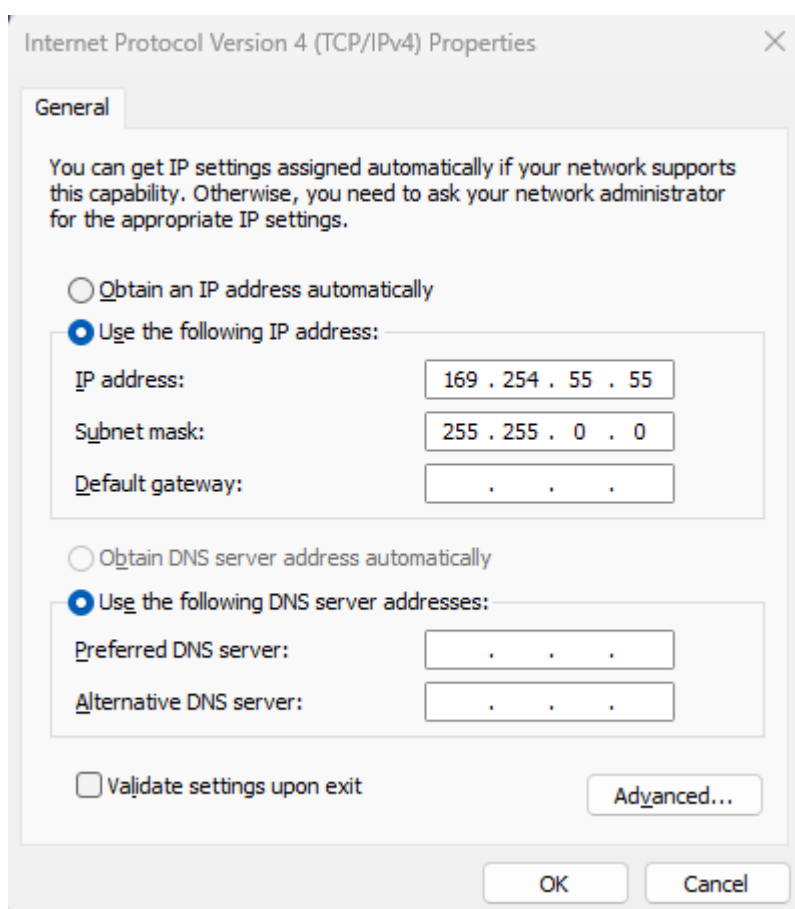 Internet Protocol Version 4 (TCP/IPv4) Properties
General
You can get IP settings assigned automatically if your network supports
this capability. Otherwise, you need to ask your network administrator
for the appropriate IP settings.
Obtain an IP address automatically
Use the following IP address:
IP address: 169 . 254 . 55 . 55
Subnet mask: 255 . 255 . 0 . 0
Default gateway: . . .
Obtain DNS server address automatically
Use the following DNS server addresses:
Preferred DNS server: . . .
Alternative DNS server: . . .
Validate settings upon exit
Advanced...
OK Cancel